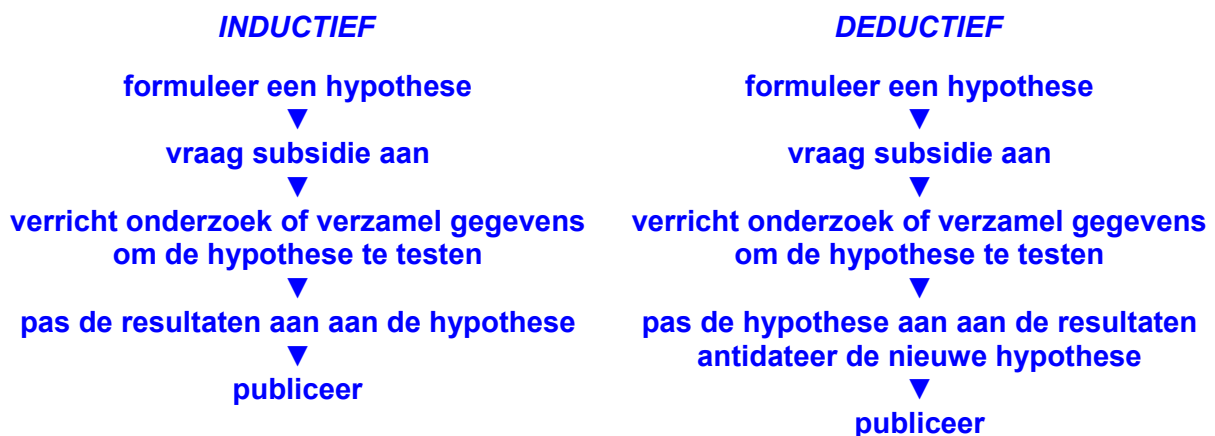 INDUCTIEF
formuleer een hypothese
▼
vraag subsidie aan
▼
verricht onderzoek of verzamel gegevens
om de hypothese te testen
▼
pas de resultaten aan aan de hypothese
▼
publiceer
DEDUCTIEF
formuleer een hypothese
▼
vraag subsidie aan
▼
verricht onderzoek of verzamel gegevens
om de hypothese te testen
▼
pas de hypothese aan aan de resultaten
antidateer de nieuwe hypothese
▼
publiceer